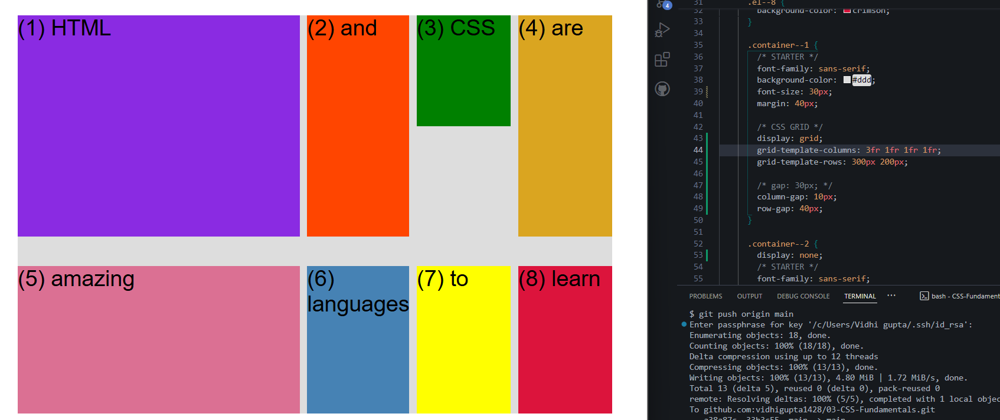 (1) HTML
(2) and
(3) CSS
(4) are
(5) amazing
(6)
languages
(7) to
(8) learn
4
31 .el--8 {
32 background-color: crimson;
33 }
34
35 .container--1 {
36 /* STARTER */
37 font-family: sans-serif;
38 background-color: #ddd;
39 font-size: 30px;
40 margin: 40px;
41
42 /* CSS GRID */
43 display: grid;
44 grid-template-columns: 3fr 1fr 1fr 1fr;
45 grid-template-rows: 300px 200px;
46
47 /* gap: 30px; */
48 column-gap: 10px;
49 row-gap: 40px;
50 }
51
52 .container--2 {
53 display: none;
54 /* STARTER */
55 font-family: sans-serif;
PROBLEMS OUTPUT DEBUG CONSOLE TERMINAL ··· bash - CSS-Fundament
$ git push origin main
Enter passphrase for key '/c/Users/Vidhi gupta/.ssh/id_rsa':
Enumerating objects: 18, done.
Counting objects: 100% (18/18), done.
Delta compression using up to 12 threads
Compressing objects: 100% (13/13), done.
Writing objects: 100% (13/13), 4.80 MiB | 1.72 MiB/s, done.
Total 13 (delta 5), reused 0 (delta 0), pack-reused 0
remote: Resolving deltas: 100% (5/5), completed with 1 local objec
To github.com:vidhigupta1428/03-CSS-Fundamentals.git
main -> main